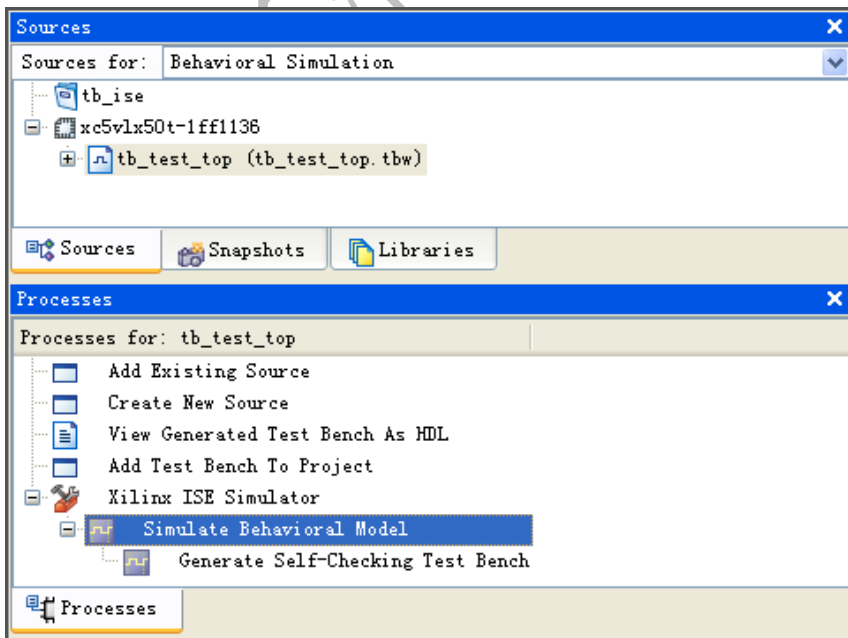 Sources
Sources for: Behavioral Simulation
tb_ise
xc5vlx50t-1ff1136
tb_test_top (tb_test_top.tbw)
Sources Snapshots Libraries
Processes
Processes for: tb_test_top
Add Existing Source
Create New Source
View Generated Test Bench As HDL
Add Test Bench To Project
Xilinx ISE Simulator
Simulate Behavioral Model
Generate Self-Checking Test Bench
Processes